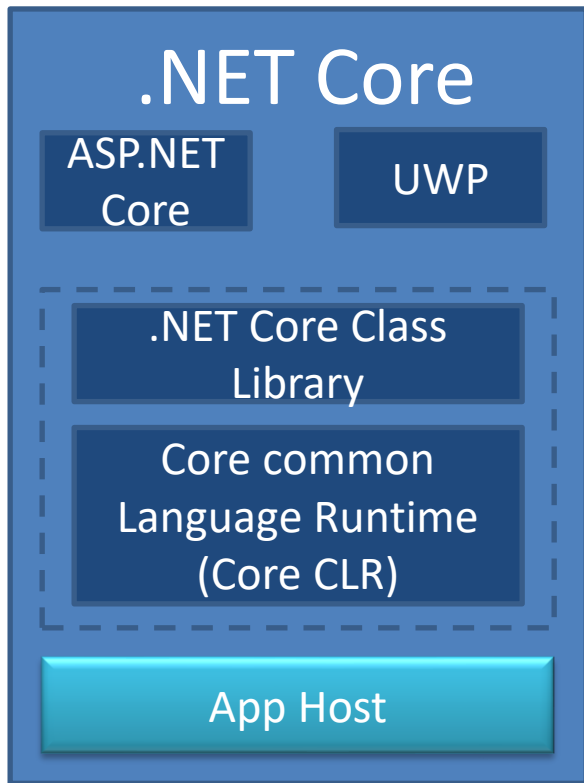 .NET Core
ASP.NET
Core
UWP
.NET Core Class
Library
Core common
Language Runtime
(Core CLR)
App Host